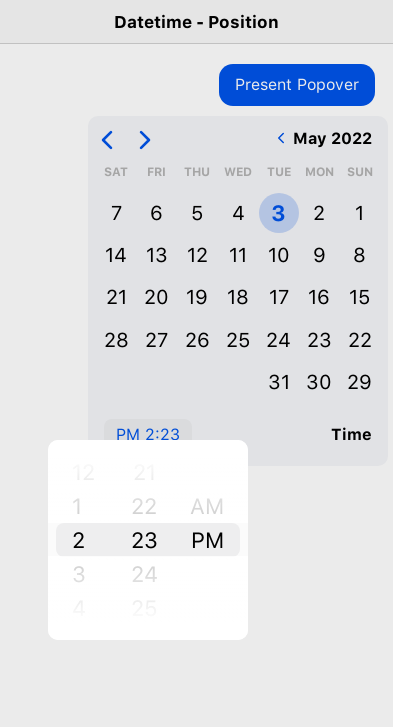 Datetime - Position
Present Popover
May 2022
SAT FRI THU WED TUE MON SUN
7 6 5 4 3 2 1
14 13 12 11 10 9 8
21 20 19 18 17 16 15
28 27 26 25 24 23 22
31 30 29
PM 2:23 Time
12 21
1 22 AM
2 23 PM
3 24
4 25